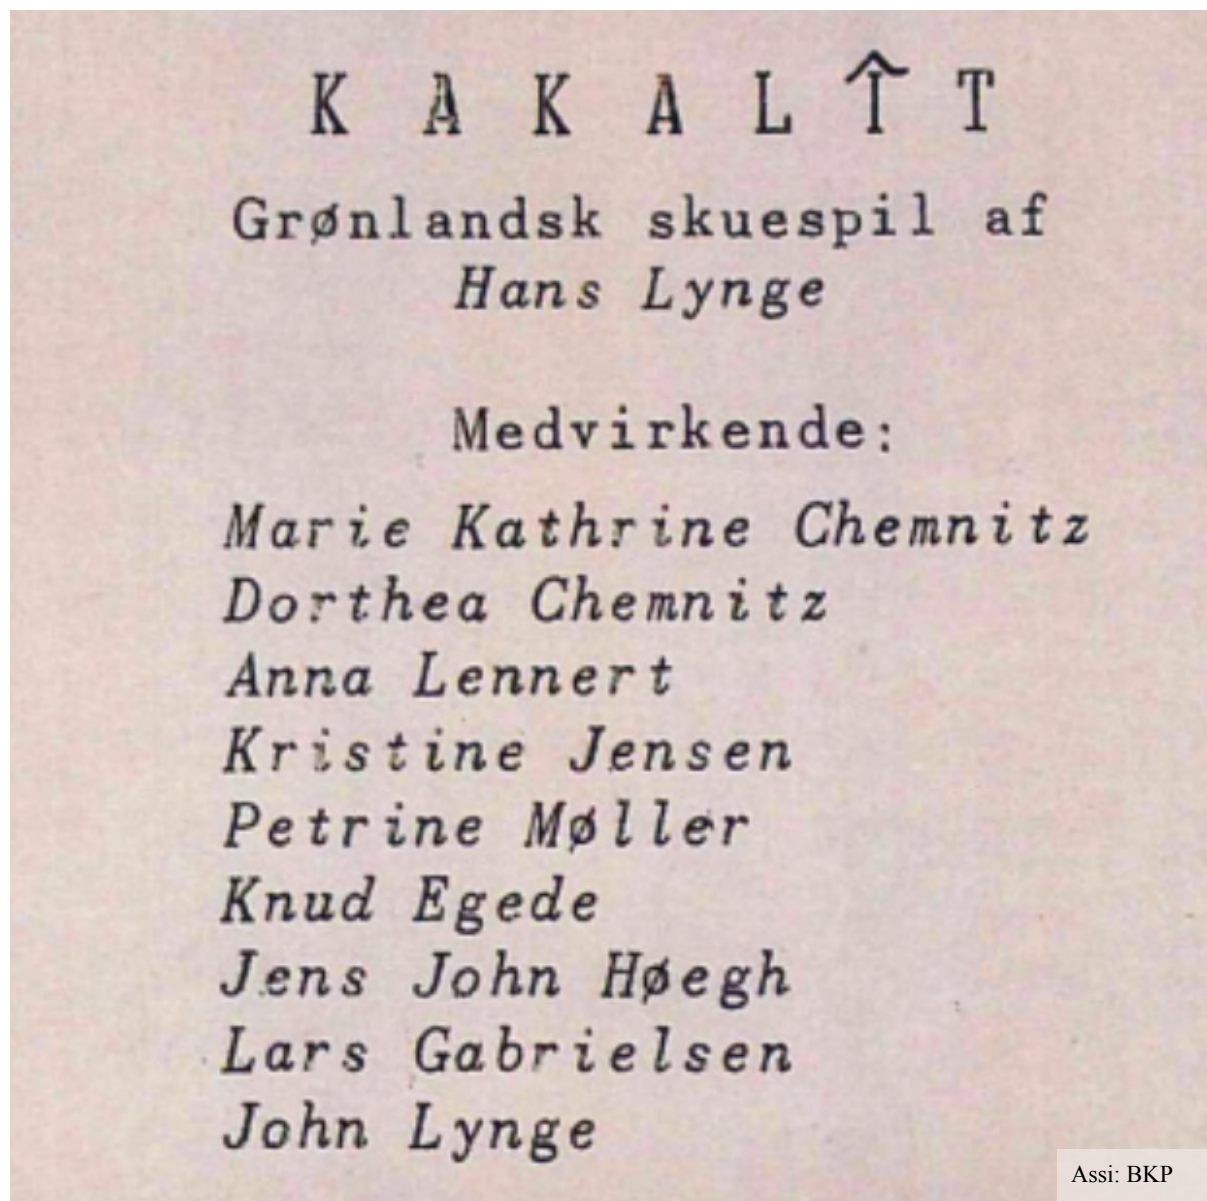 KAKALÎT
Grønlandsk skuespil af
Hans Lynge
Medvirkende:
Marie Kathrine Chemnitz
Dorthea Chemnitz
Anna Lennert
Kristine Jensen
Petrine Møller
Knud Egede
Jens John Høegh
Lars Gabrielsen
John Lynge
Assi: BKP